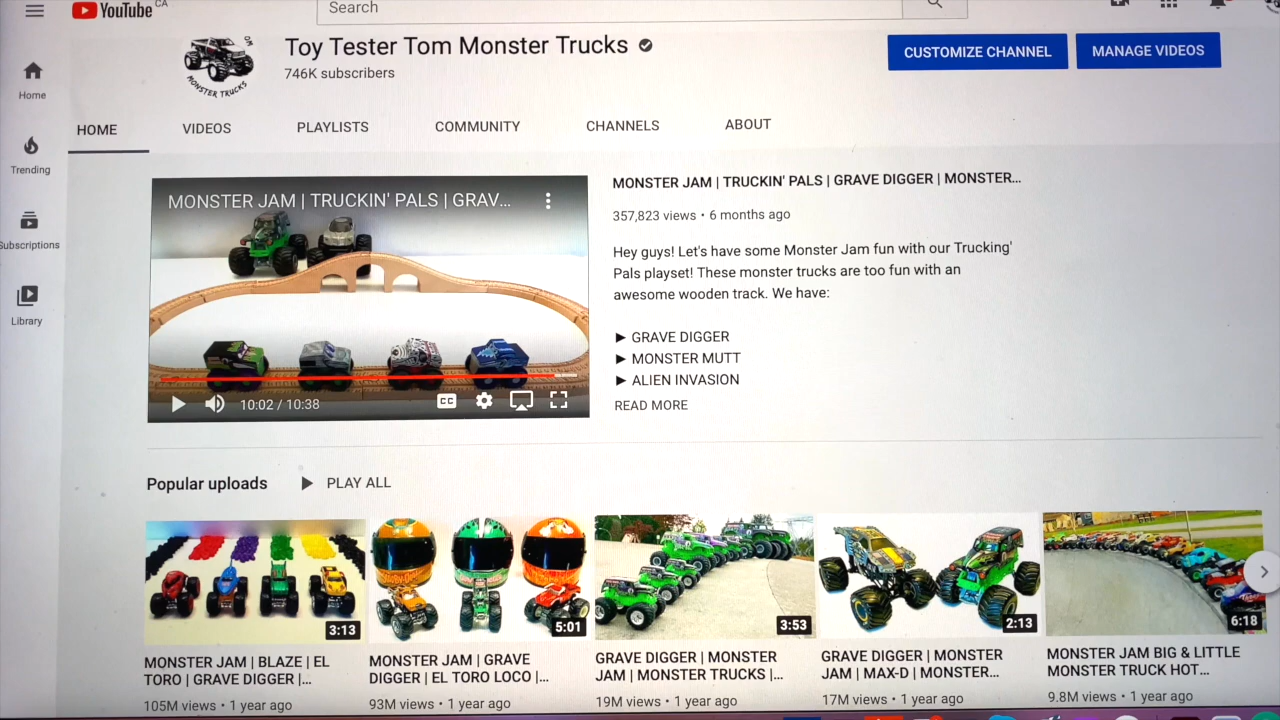 YouTube CA
Search
Toy Tester Tom Monster Trucks
746K subscribers
CUSTOMIZE CHANNEL
MANAGE VIDEOS
MONSTER TRUCKS
Home
Trending
Subscriptions
Library
HOME
VIDEOS
PLAYLISTS
COMMUNITY
CHANNELS
ABOUT
MONSTER JAM | TRUCKIN' PALS | GRAV...
10:02 / 10:38
CC
MONSTER JAM | TRUCKIN' PALS | GRAVE DIGGER | MONSTER...
357,823 views • 6 months ago
Hey guys! Let's have some Monster Jam fun with our Trucking'
Pals playset! These monster trucks are too fun with an
awesome wooden track. We have:
► GRAVE DIGGER
► MONSTER MUTT
► ALIEN INVASION
READ MORE
Popular uploads
PLAY ALL
3:13
MONSTER JAM | BLAZE | EL
TORO | GRAVE DIGGER |...
105M views • 1 year ago
5:01
MONSTER JAM | GRAVE
DIGGER | EL TORO LOCO |...
93M views • 1 year ago
3:53
GRAVE DIGGER | MONSTER
JAM | MONSTER TRUCKS |...
19M views • 1 year ago
2:13
GRAVE DIGGER | MONSTER
JAM | MAX-D | MONSTER...
17M views • 1 year ago
6:18
MONSTER JAM BIG & LITTLE
MONSTER TRUCK HOT...
9.8M views • 1 year ago